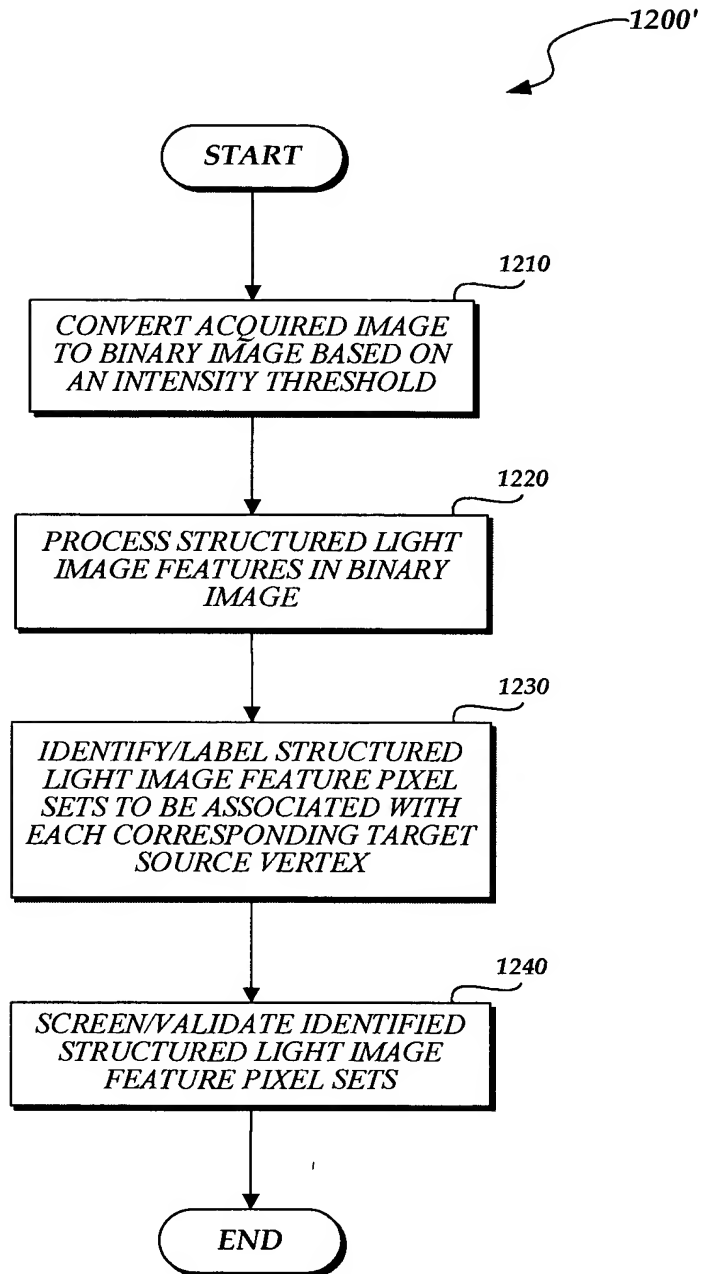 1200'
START
1210
CONVERT ACQUIRED IMAGE
TO BINARY IMAGE BASED ON
AN INTENSITY THRESHOLD
1220
PROCESS STRUCTURED LIGHT
IMAGE FEATURES IN BINARY
IMAGE
1230
IDENTIFY/LABEL STRUCTURED
LIGHT IMAGE FEATURE PIXEL
SETS TO BE ASSOCIATED WITH
EACH CORRESPONDING TARGET
SOURCE VERTEX
1240
SCREEN/VALIDATE IDENTIFIED
STRUCTURED LIGHT IMAGE
FEATURE PIXEL SETS
END